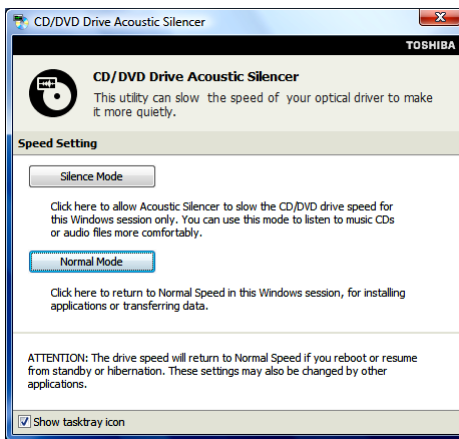 CD/DVD Drive Acoustic Silencer
TOSHIBA
CD/DVD Drive Acoustic Silencer
This utility can slow the speed of your optical driver to make
it more quietly.
Speed Setting
Silence Mode
Click here to allow Acoustic Silencer to slow the CD/DVD drive speed for
this Windows session only. You can use this mode to listen to music CDs
or audio files more comfortably.
Normal Mode
Click here to return to Normal Speed in this Windows session, for installing
applications or transferring data.
ATTENTION: The drive speed will return to Normal Speed if you reboot or resume
from standby or hibernation. These settings may also be changed by other
applications.
Show tasktray icon